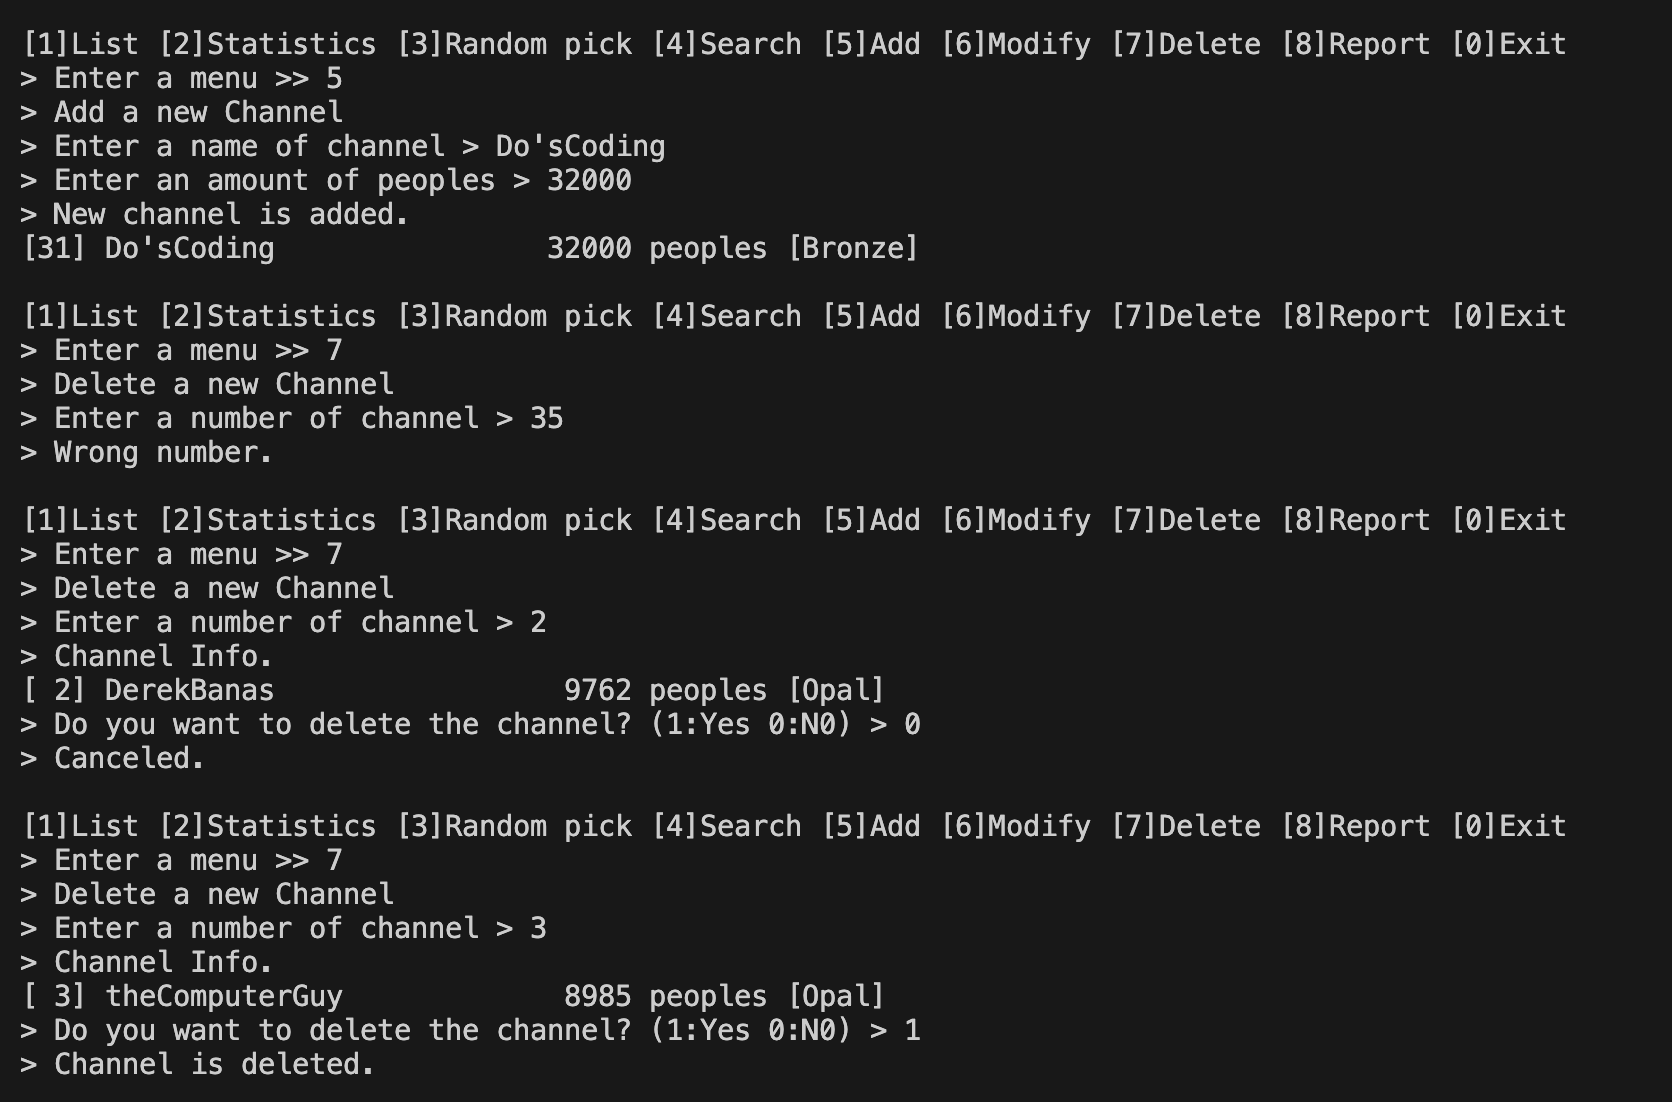 [1]List [2]Statistics [3]Random pick [4]Search [5]Add [6]Modify [7]Delete [8]Report [0]Exit
> Enter a menu >> 5
> Add a new Channel
> Enter a name of channel > Do'sCoding
> Enter an amount of peoples > 32000
> New channel is added.
[31] Do'sCoding                32000 peoples [Bronze]
[1]List [2]Statistics [3]Random pick [4]Search [5]Add [6]Modify [7]Delete [8]Report [0]Exit
> Enter a menu >> 7
> Delete a new Channel
> Enter a number of channel > 35
> Wrong number.
[1]List [2]Statistics [3]Random pick [4]Search [5]Add [6]Modify [7]Delete [8]Report [0]Exit
> Enter a menu >> 7
> Delete a new Channel
> Enter a number of channel > 2
> Channel Info.
[ 2] DerekBanas                 9762 peoples [Opal]
> Do you want to delete the channel? (1:Yes 0:N0) > 0
> Canceled.
[1]List [2]Statistics [3]Random pick [4]Search [5]Add [6]Modify [7]Delete [8]Report [0]Exit
> Enter a menu >> 7
> Delete a new Channel
> Enter a number of channel > 3
> Channel Info.
[ 3] theComputerGuy             8985 peoples [Opal]
> Do you want to delete the channel? (1:Yes 0:N0) > 1
> Channel is deleted.